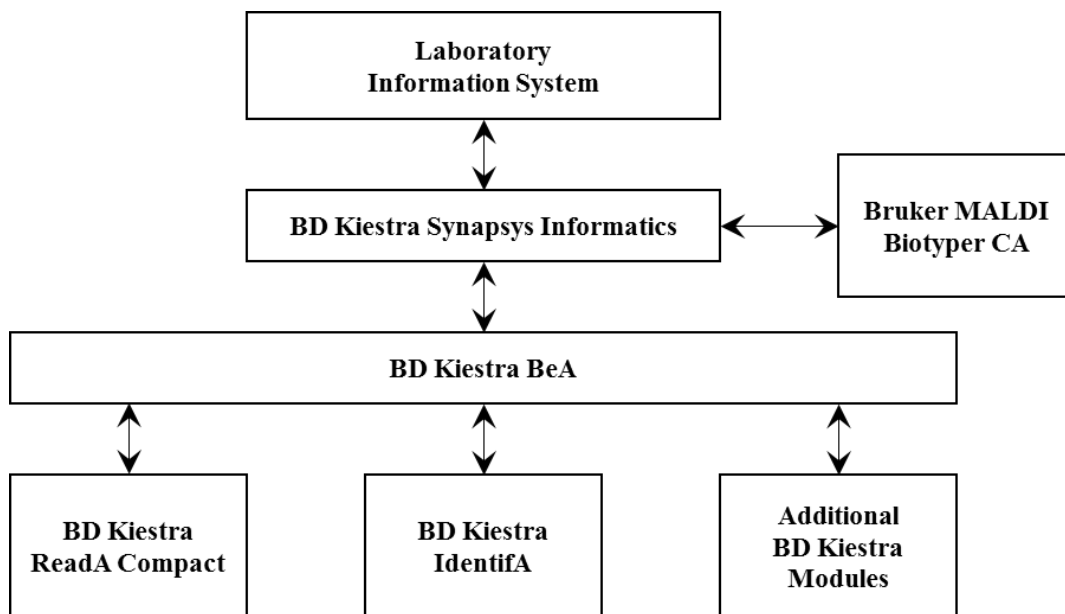 Laboratory
Information System
BD Kiestra Synapsys Informatics
Bruker MALDI
Biotyper CA
BD Kiestra BeA
BD Kiestra
ReadA Compact
BD Kiestra
IdentifA
Additional
BD Kiestra
Modules